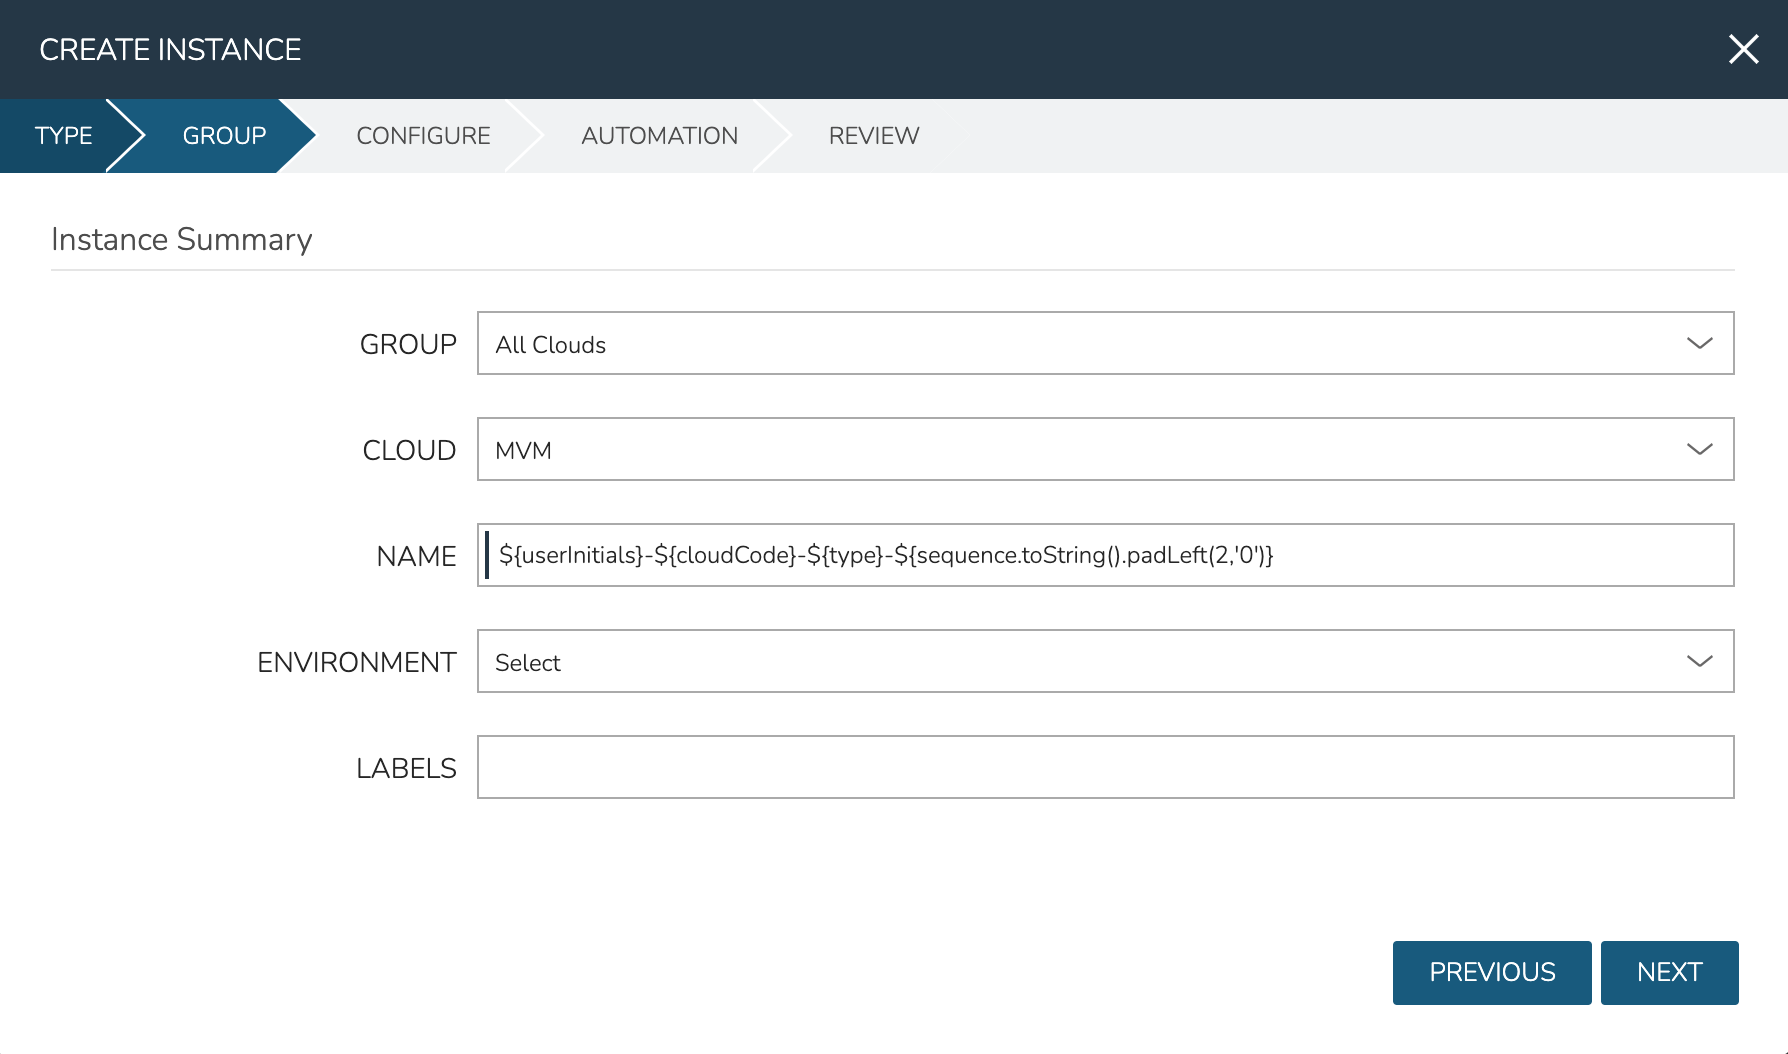 CREATE INSTANCE
TYPE GROUP CONFIGURE AUTOMATION REVIEW
Instance Summary
GROUP All Clouds
CLOUD MVM
NAME ${userInitials}-${cloudCode}-${type}-${sequence.toString().padLeft(2,'0')}
ENVIRONMENT Select
LABELS
PREVIOUS NEXT